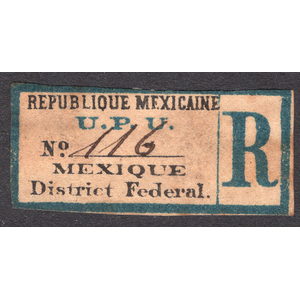 REPUBLIQUE MEXICAINE
U.P.U.
Nº 116
MEXIQUE
District Federal.
R